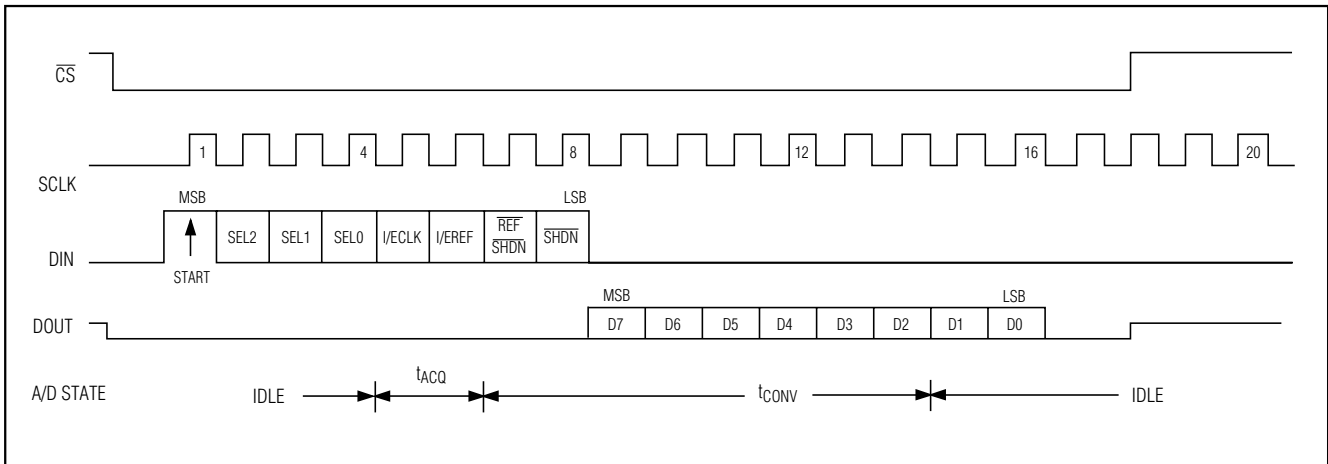 CS
1 4 8 12 16 20
SCLK
MSB LSB
SEL2 SEL1 SEL0 I/ECLK I/EREF REF SHDN SHDN
DIN
START
MSB LSB
DOUT D7 D6 D5 D4 D3 D2 D1 D0
A/D STATE IDLE tACQ tCONV IDLE